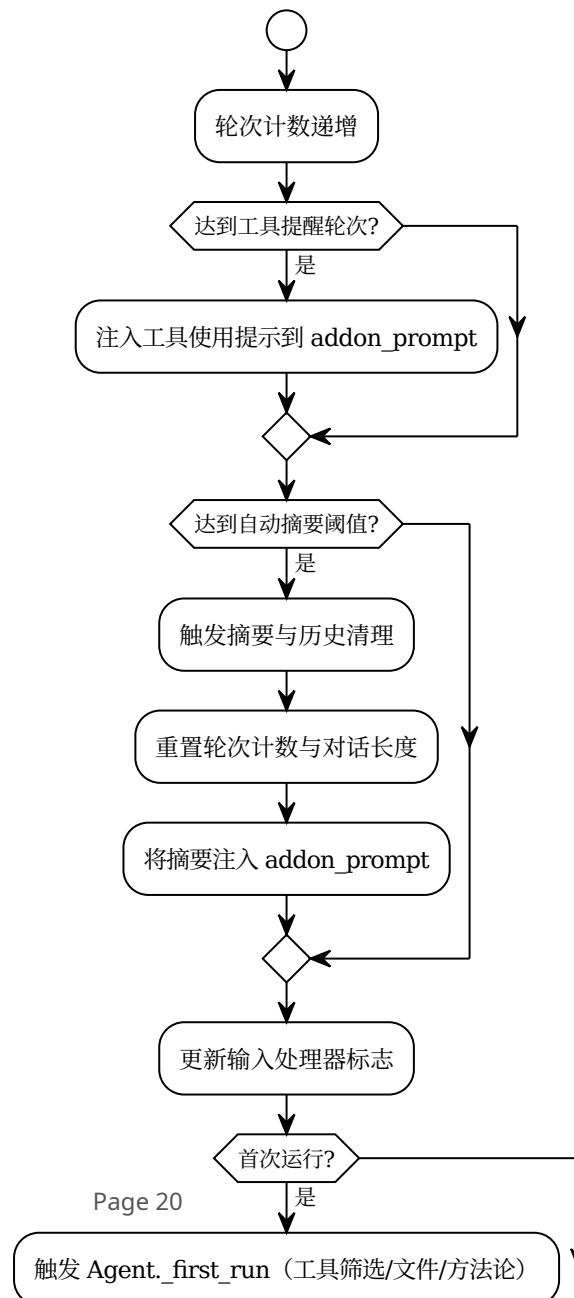 轮次计数递增
达到工具提醒轮次?
是
注入工具使用提示到 addon_prompt
达到自动摘要阈值?
是
触发摘要与历史清理
重置轮次计数与对话长度
将摘要注入 addon_prompt
更新输入处理器标志
首次运行?
是
Page 20
触发 Agent._first_run（工具筛选/文件/方法论）